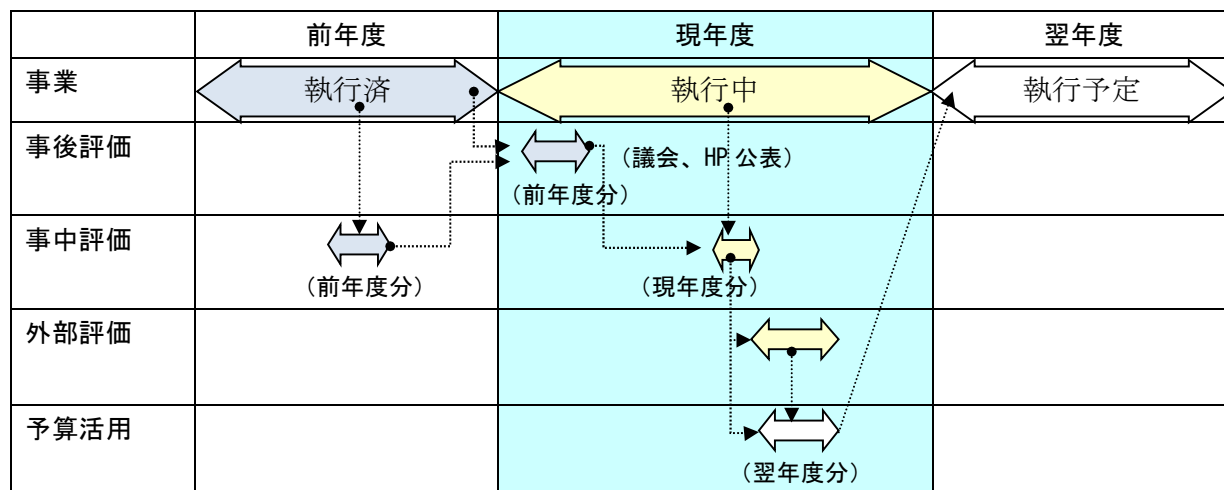 前年度
現年度
翌年度
事業
執行済
執行中
執行予定
事後評価
(議会、HP 公表)
(前年度分)
事中評価
(前年度分)
(現年度分)
外部評価
予算活用
(翌年度分)